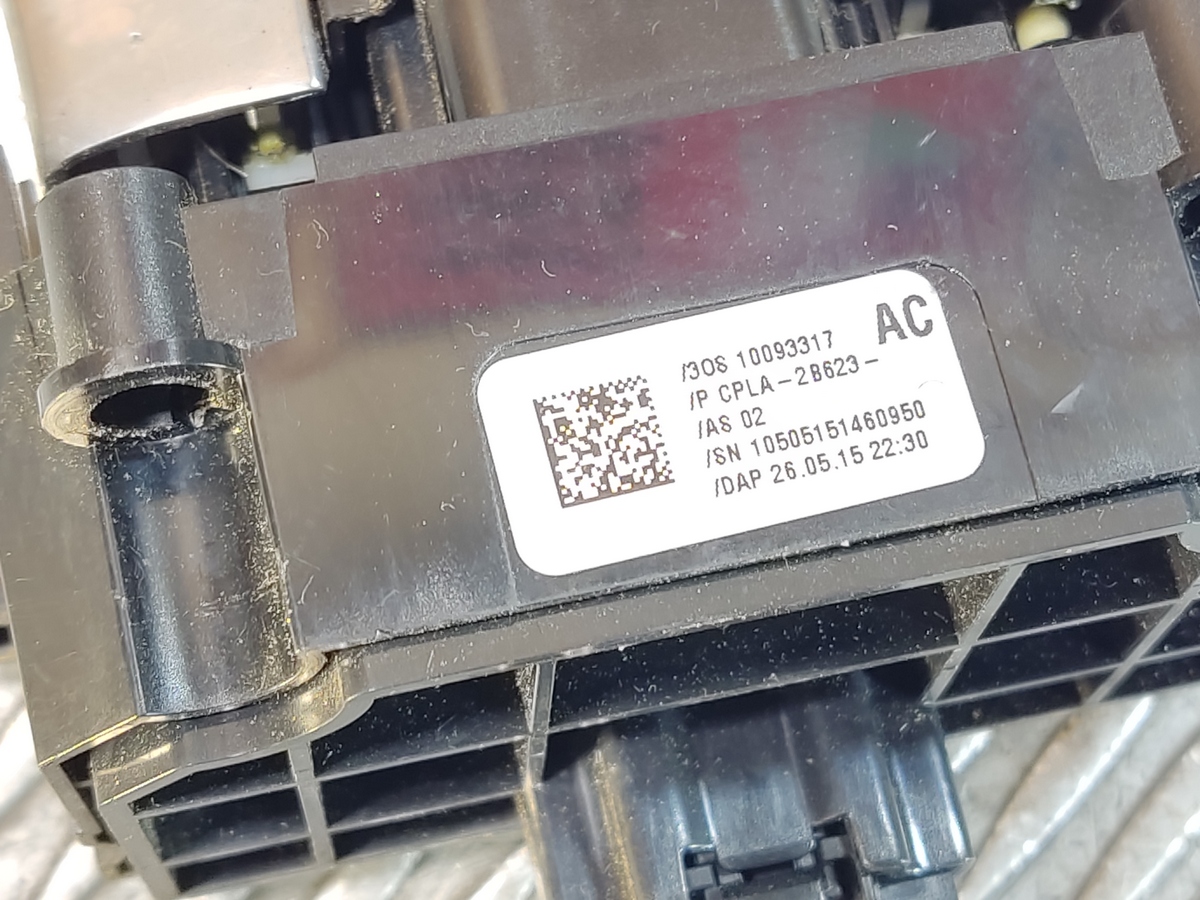 /3OS 10093317
/P CPLA-2B623- AC
/AS 02
/SN 10505151460950
/DAP 26.05.15 22:30